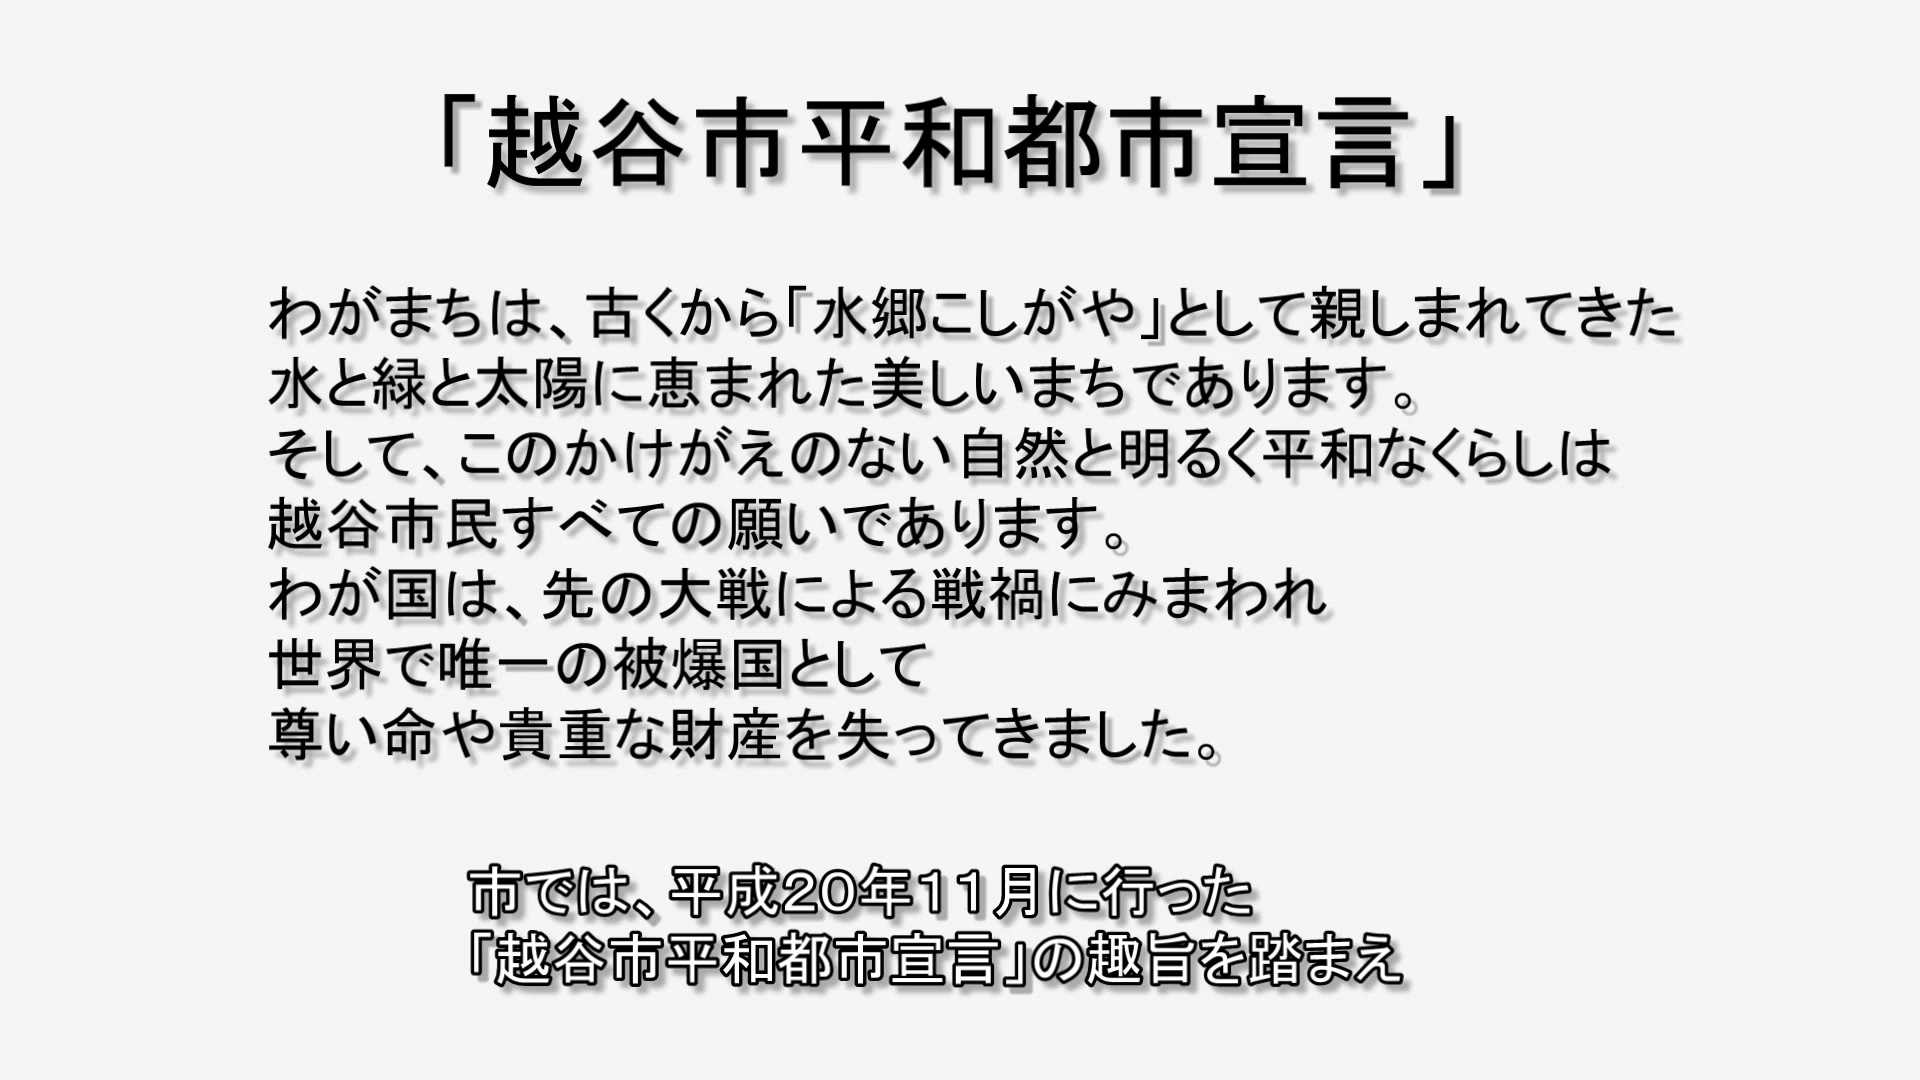 「越谷市平和都市宣言」
わがまちは、古くから「水郷こしがや」として親しまれてきた
水と緑と太陽に恵まれた美しいまちであります。
そして、このかけがえのない自然と明るく平和なくらしは
越谷市民すべての願いであります。
わが国は、先の大戦による戦禍にみまわれ
世界で唯一の被爆国として
尊い命や貴重な財産を失ってきました。
市では、平成20年11月に行った
「越谷市平和都市宣言」の趣旨を踏まえ